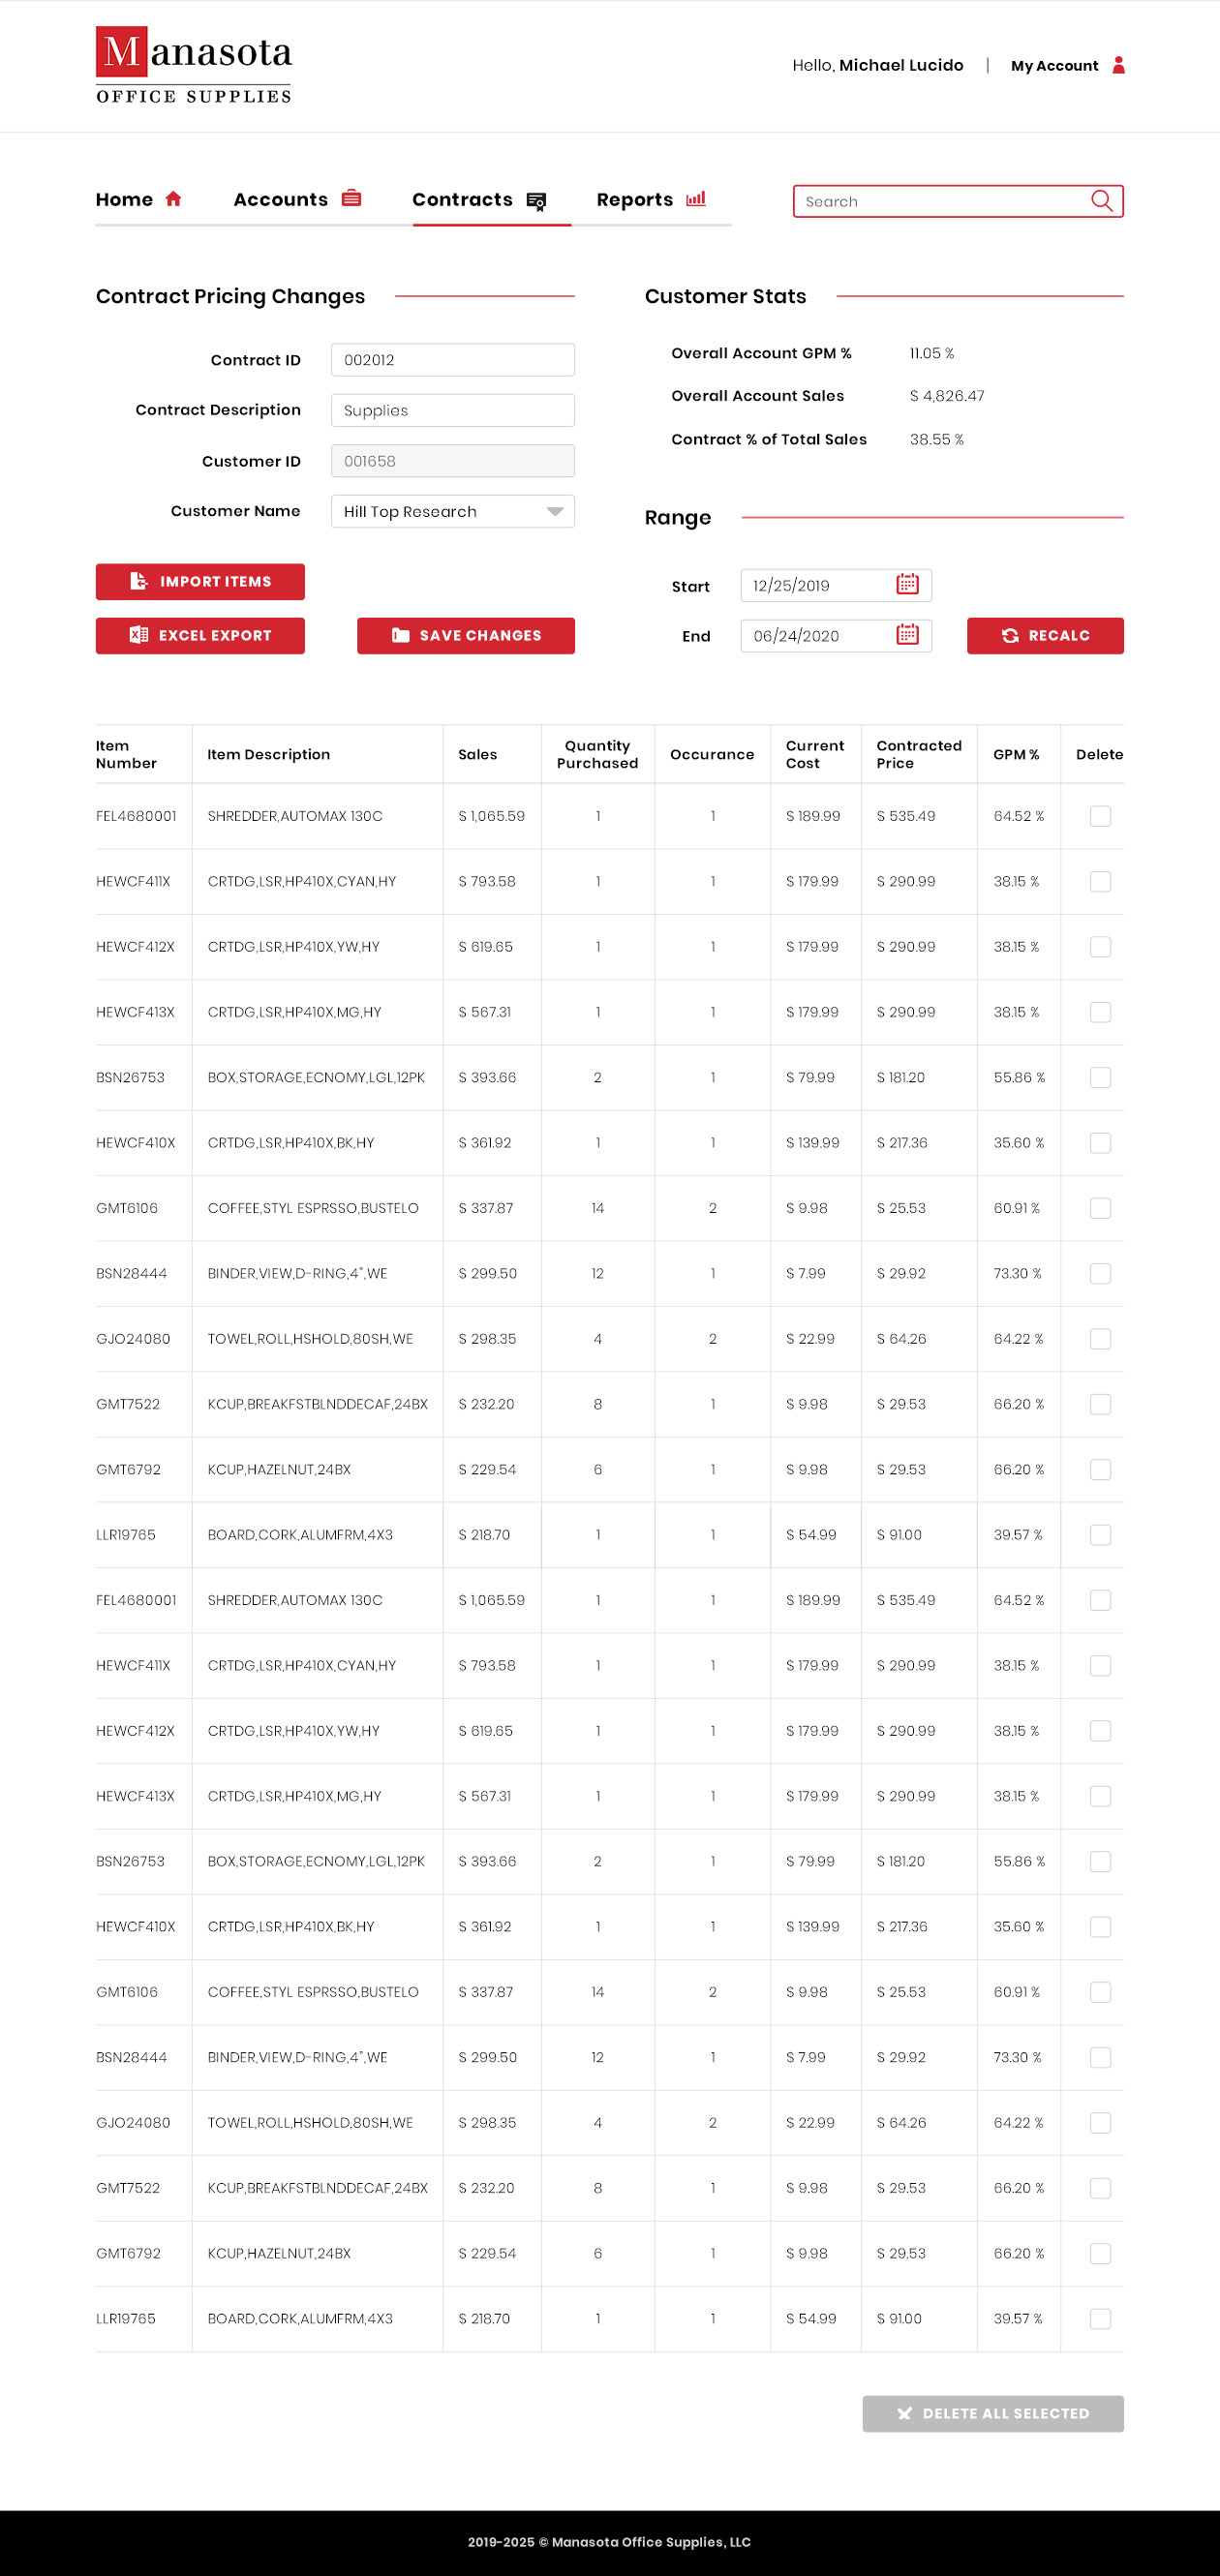 Manasota
OFFICE SUPPLIES
Hello, Michael Lucido | My Account
Home Accounts Contracts Reports Search
Contract Pricing Changes
Contract ID 002012
Contract Description Supplies
Customer ID 001658
Customer Name Hill Top Research
IMPORT ITEMS
EXCEL EXPORT SAVE CHANGES
Customer Stats
Overall Account GPM % 11.05 %
Overall Account Sales $ 4,826.47
Contract % of Total Sales 38.55 %
Range
Start 12/25/2019
End 06/24/2020 RECALC
Item Number Item Description Sales Quantity Purchased Occurance Current Cost Contracted Price GPM % Delete
FEL4680001 SHREDDER,AUTOMAX 130C $ 1,065.59 1 1 $ 189.99 $ 535.49 64.52 %
HEWCF411X CRTDG,LSR,HP410X,CYAN,HY $ 793.58 1 1 $ 179.99 $ 290.99 38.15 %
HEWCF412X CRTDG,LSR,HP410X,YW,HY $ 619.65 1 1 $ 179.99 $ 290.99 38.15 %
HEWCF413X CRTDG,LSR,HP410X,MG,HY $ 567.31 1 1 $ 179.99 $ 290.99 38.15 %
BSN26753 BOX,STORAGE,ECNOMY,LGL,12PK $ 393.66 2 1 $ 79.99 $ 181.20 55.86 %
HEWCF410X CRTDG,LSR,HP410X,BK,HY $ 361.92 1 1 $ 139.99 $ 217.36 35.60 %
GMT6106 COFFEE,STYL ESPRSSO,BUSTELO $ 337.87 14 2 $ 9.98 $ 25.53 60.91 %
BSN28444 BINDER,VIEW,D-RING,4",WE $ 299.50 12 1 $ 7.99 $ 29.92 73.30 %
GJO24080 TOWEL,ROLL,HSHOLD,80SH,WE $ 298.35 4 2 $ 22.99 $ 64.26 64.22 %
GMT7522 KCUP,BREAKFSTBLNDDECAF,24BX $ 232.20 8 1 $ 9.98 $ 29.53 66.20 %
GMT6792 KCUP,HAZELNUT,24BX $ 229.54 6 1 $ 9.98 $ 29.53 66.20 %
LLR19765 BOARD,CORK,ALUMFRM,4X3 $ 218.70 1 1 $ 54.99 $ 91.00 39.57 %
FEL4680001 SHREDDER,AUTOMAX 130C $ 1,065.59 1 1 $ 189.99 $ 535.49 64.52 %
HEWCF411X CRTDG,LSR,HP410X,CYAN,HY $ 793.58 1 1 $ 179.99 $ 290.99 38.15 %
HEWCF412X CRTDG,LSR,HP410X,YW,HY $ 619.65 1 1 $ 179.99 $ 290.99 38.15 %
HEWCF413X CRTDG,LSR,HP410X,MG,HY $ 567.31 1 1 $ 179.99 $ 290.99 38.15 %
BSN26753 BOX,STORAGE,ECNOMY,LGL,12PK $ 393.66 2 1 $ 79.99 $ 181.20 55.86 %
HEWCF410X CRTDG,LSR,HP410X,BK,HY $ 361.92 1 1 $ 139.99 $ 217.36 35.60 %
GMT6106 COFFEE,STYL ESPRSSO,BUSTELO $ 337.87 14 2 $ 9.98 $ 25.53 60.91 %
BSN28444 BINDER,VIEW,D-RING,4",WE $ 299.50 12 1 $ 7.99 $ 29.92 73.30 %
GJO24080 TOWEL,ROLL,HSHOLD,80SH,WE $ 298.35 4 2 $ 22.99 $ 64.26 64.22 %
GMT7522 KCUP,BREAKFSTBLNDDECAF,24BX $ 232.20 8 1 $ 9.98 $ 29.53 66.20 %
GMT6792 KCUP,HAZELNUT,24BX $ 229.54 6 1 $ 9.98 $ 29.53 66.20 %
LLR19765 BOARD,CORK,ALUMFRM,4X3 $ 218.70 1 1 $ 54.99 $ 91.00 39.57 %
DELETE ALL SELECTED
2019-2025 © Manasota Office Supplies, LLC